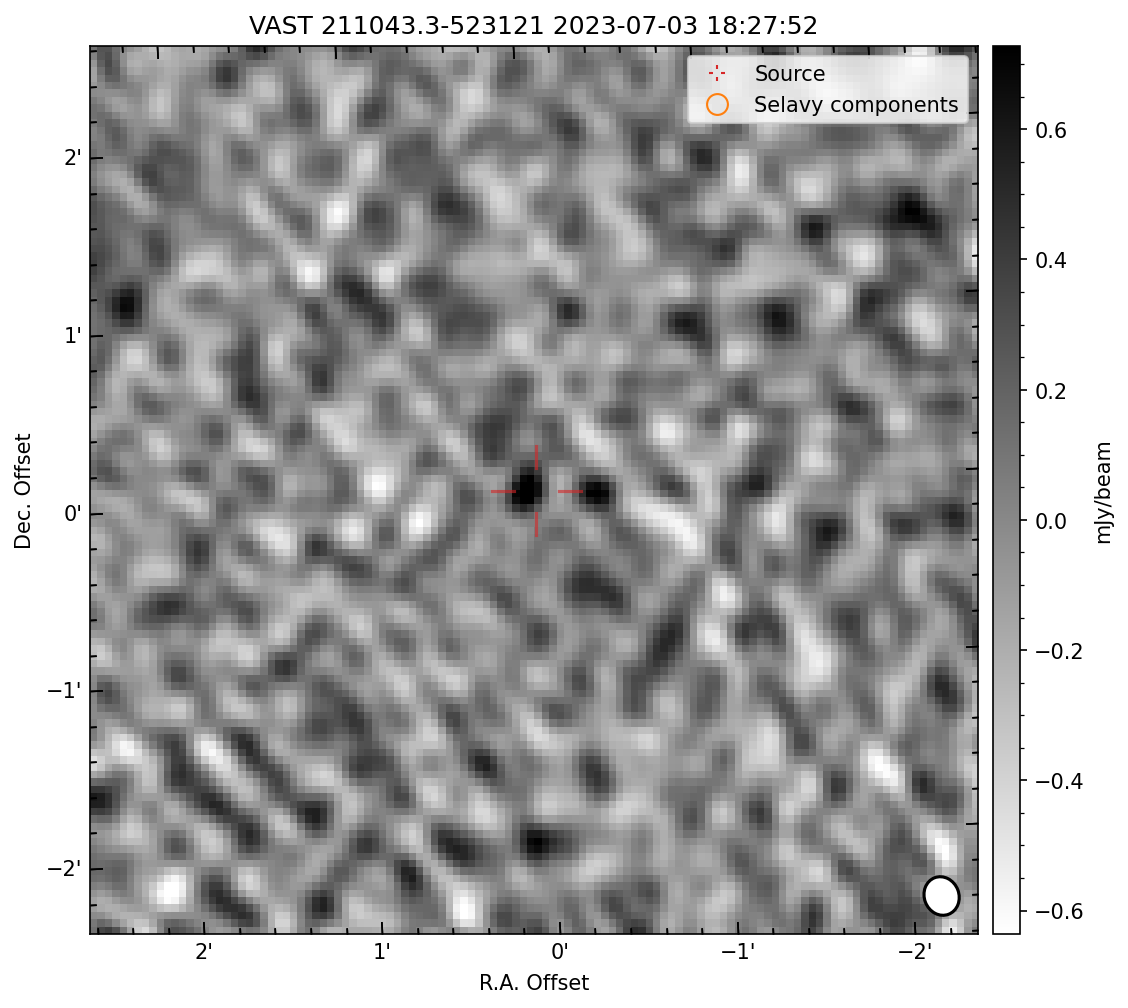 VAST 211043.3-523121 2023-07-03 18:27:52
Source
Selavy components
2'
1'
0'
−1'
−2'
Dec. Offset
2'
1'
0'
−1'
−2'
R.A. Offset
0.6
0.4
0.2
0.0
−0.2
−0.4
−0.6
mJy/beam